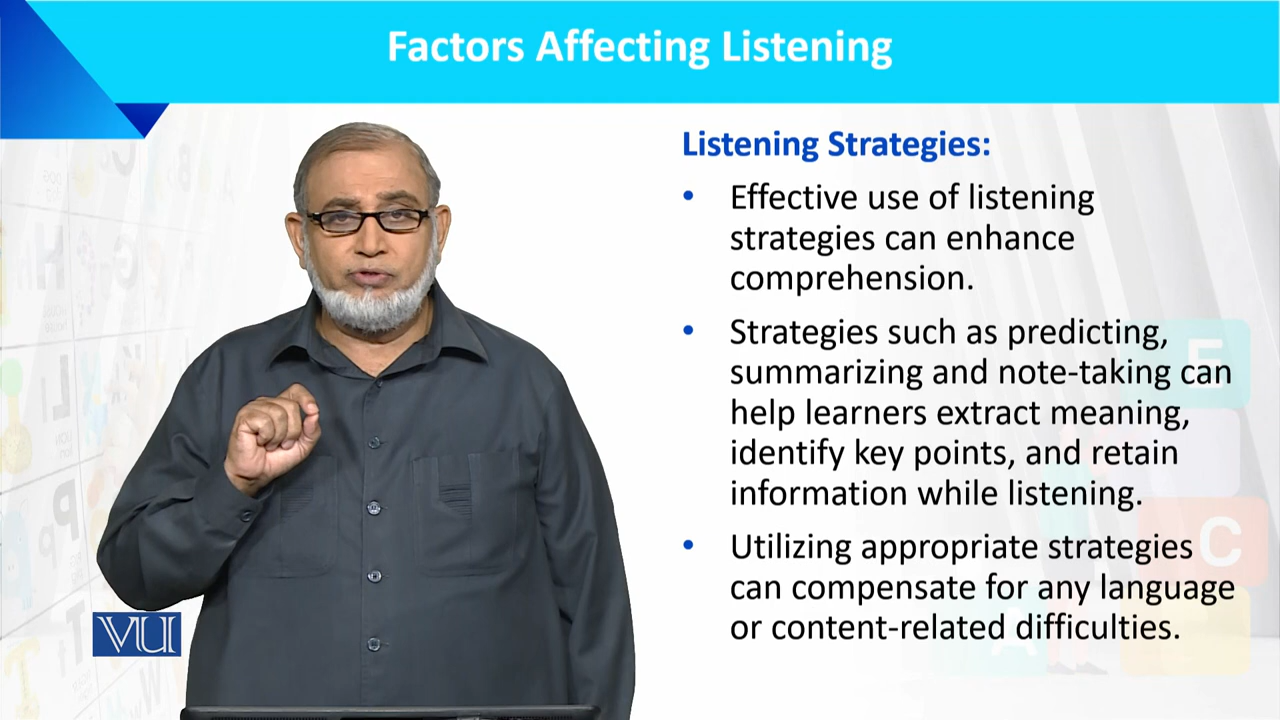 Factors Affecting Listening
Listening Strategies:
• Effective use of listening
strategies can enhance
comprehension.
• Strategies such as predicting,
summarizing and note-taking can
help learners extract meaning,
identify key points, and retain
information while listening.
• Utilizing appropriate strategies
can compensate for any language
or content-related difficulties.
VU
E
C
A